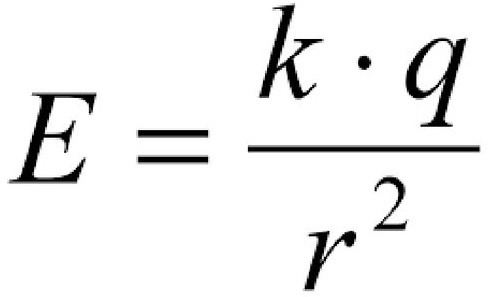 E = k · q / r²